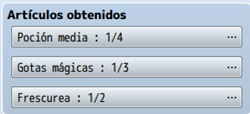 Artículos obtenidos
Poción media : 1/4 ...
Gotas mágicas : 1/3 ...
Frescurea : 1/2 ...